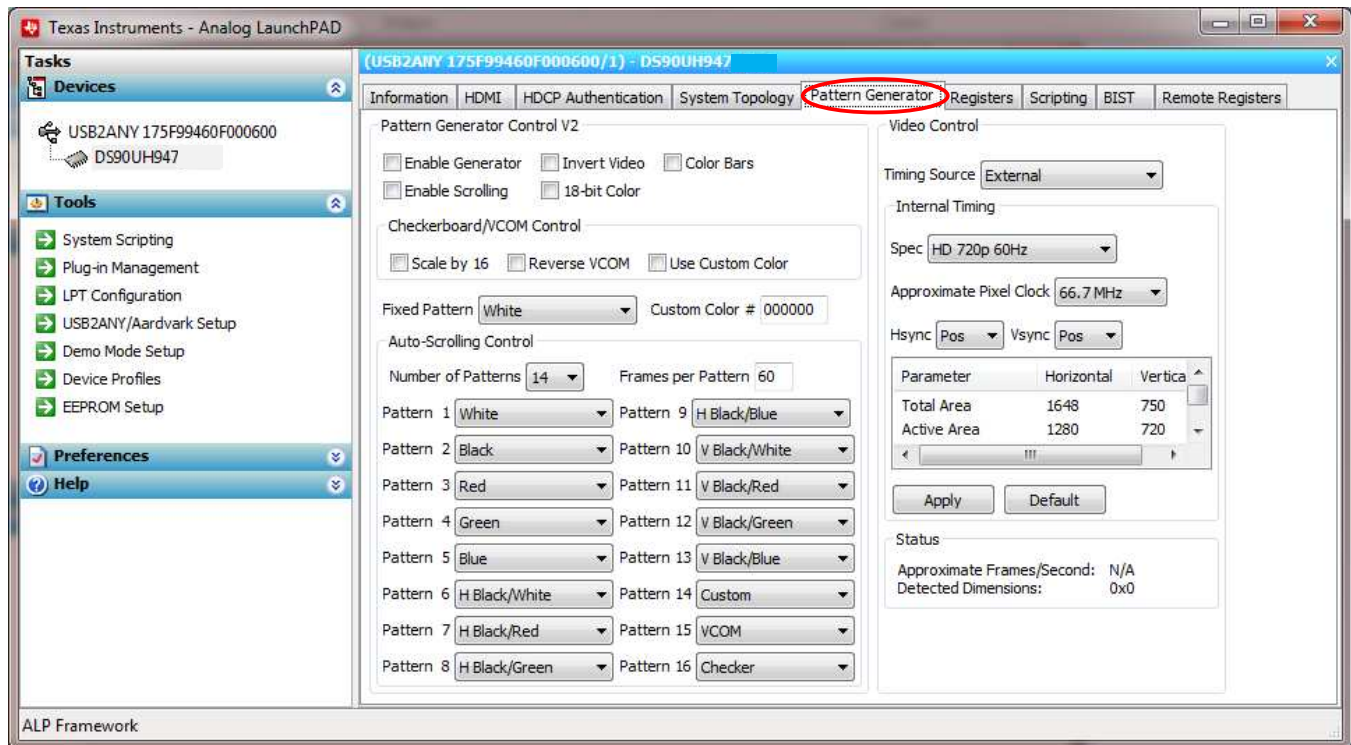 Texas Instruments - Analog LaunchPAD
Tasks
Devices
USB2ANY 175F99460F000600
DS90UH947
Tools
System Scripting
Plug-in Management
LPT Configuration
USB2ANY/Aardvark Setup
Demo Mode Setup
Device Profiles
EEPROM Setup
Preferences
Help
(USB2ANY 175F99460F000600/1) - DS90UH947
Information HDMI HDCP Authentication System Topology Pattern Generator Registers Scripting BIST Remote Registers
Pattern Generator Control V2
Enable Generator Invert Video Color Bars
Enable Scrolling 18-bit Color
Checkerboard/VCOM Control
Scale by 16 Reverse VCOM Use Custom Color
Fixed Pattern White Custom Color # 000000
Auto-Scrolling Control
Number of Patterns 14 Frames per Pattern 60
Pattern 1 White Pattern 9 H Black/Blue
Pattern 2 Black Pattern 10 V Black/White
Pattern 3 Red Pattern 11 V Black/Red
Pattern 4 Green Pattern 12 V Black/Green
Pattern 5 Blue Pattern 13 V Black/Blue
Pattern 6 H Black/White Pattern 14 Custom
Pattern 7 H Black/Red Pattern 15 VCOM
Pattern 8 H Black/Green Pattern 16 Checker
Video Control
Timing Source External
Internal Timing
Spec HD 720p 60Hz
Approximate Pixel Clock 66.7 MHz
Hsync Pos Vsync Pos
Parameter Horizontal Vertica
Total Area 1648 750
Active Area 1280 720
Apply Default
Status
Approximate Frames/Second: N/A
Detected Dimensions: 0x0
ALP Framework